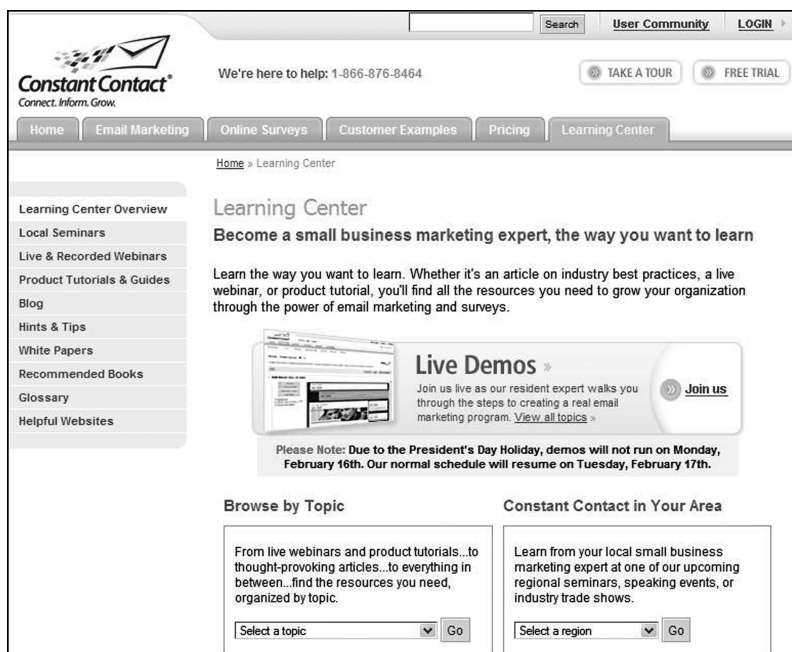 Search
User Community
LOGIN
Constant Contact®
Connect. Inform. Grow.
We're here to help: 1-866-876-8464
TAKE A TOUR
FREE TRIAL
Home
Email Marketing
Online Surveys
Customer Examples
Pricing
Learning Center
Home » Learning Center
Learning Center Overview
Local Seminars
Live & Recorded Webinars
Product Tutorials & Guides
Blog
Hints & Tips
White Papers
Recommended Books
Glossary
Helpful Websites
Learning Center
Become a small business marketing expert, the way you want to learn
Learn the way you want to learn. Whether it's an article on industry best practices, a live
webinar, or product tutorial, you'll find all the resources you need to grow your organization
through the power of email marketing and surveys.
Live Demos »
Join us live as our resident expert walks you
through the steps to creating a real email
marketing program. View all topics »
Join us
Please Note: Due to the President's Day Holiday, demos will not run on Monday,
February 16th. Our normal schedule will resume on Tuesday, February 17th.
Browse by Topic
From live webinars and product tutorials...to
thought-provoking articles...to everything in
between...find the resources you need,
organized by topic.
Select a topic
Go
Constant Contact in Your Area
Learn from your local small business
marketing expert at one of our upcoming
regional seminars, speaking events, or
industry trade shows.
Select a region
Go